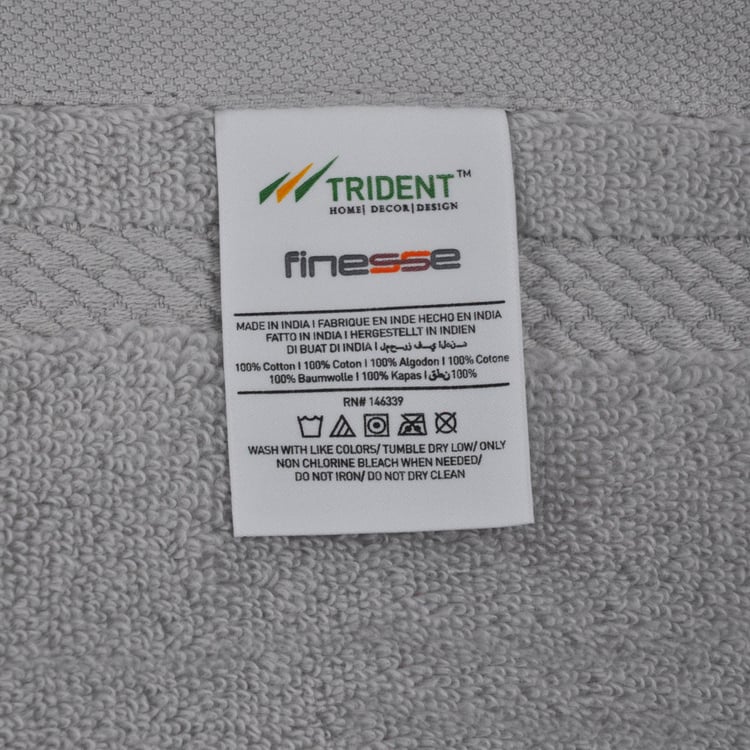 TRIDENT™
HOME| DECOR|DESIGN
finesse
MADE IN INDIA I FABRIQUE EN INDE HECHO EN INDIA
FATTO IN INDIA I HERGESTELLT IN INDIEN
DI BUAT DI INDIA I
100% Cotton I 100% Coton I 100% Algodon I 100% Cotone
100% Baumwolle I 100% Kapas I قطن 100%
RN# 146339
WASH WITH LIKE COLORS/ TUMBLE DRY LOW/ ONLY
NON CHLORINE BLEACH WHEN NEEDED/
DO NOT IRON/ DO NOT DRY CLEAN